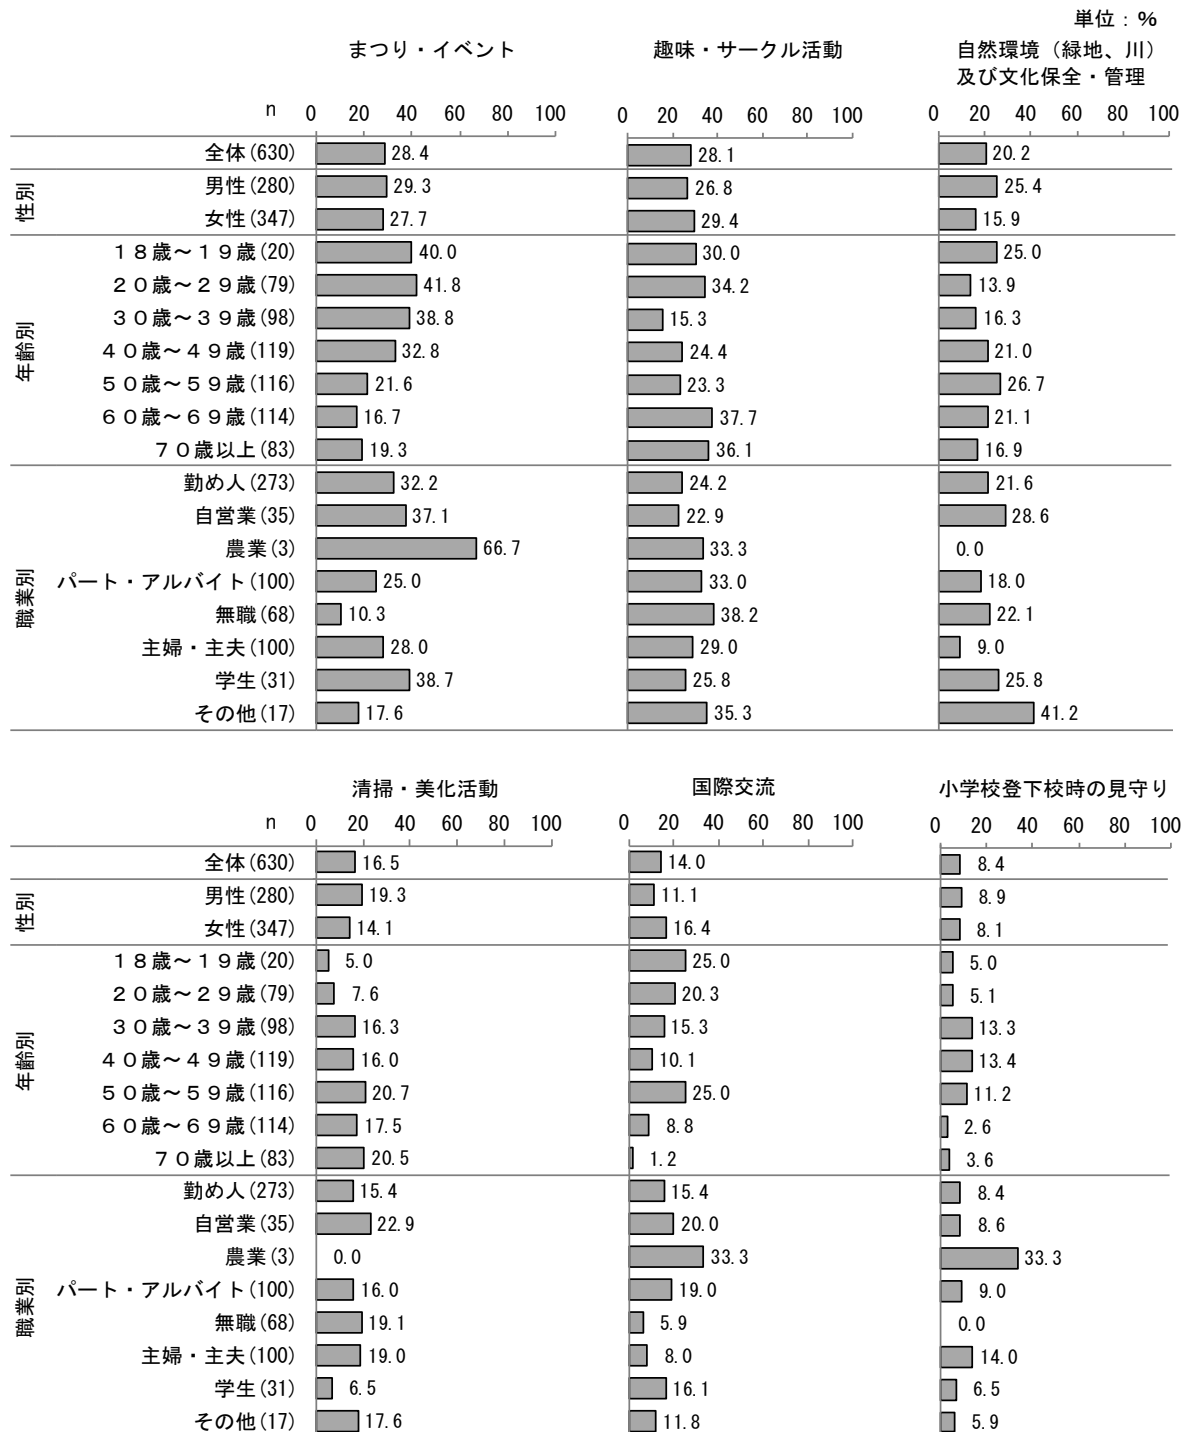 単位：％
まつり・イベント 趣味・サークル活動 自然環境（緑地、川）
及び文化保全・管理
n 0 20 40 60 80 100 0 20 40 60 80 100 0 20 40 60 80 100
全体(630) 28.4 28.1 20.2
性別
男性(280) 29.3 26.8 25.4
女性(347) 27.7 29.4 15.9
年齢別
１８歳～１９歳(20) 40.0 30.0 25.0
２０歳～２９歳(79) 41.8 34.2 13.9
３０歳～３９歳(98) 38.8 15.3 16.3
４０歳～４９歳(119) 32.8 24.4 21.0
５０歳～５９歳(116) 21.6 23.3 26.7
６０歳～６９歳(114) 16.7 37.7 21.1
７０歳以上(83) 19.3 36.1 16.9
職業別
勤め人(273) 32.2 24.2 21.6
自営業(35) 37.1 22.9 28.6
農業(3) 66.7 33.3 0.0
パート・アルバイト(100) 25.0 33.0 18.0
無職(68) 10.3 38.2 22.1
主婦・主夫(100) 28.0 29.0 9.0
学生(31) 38.7 25.8 25.8
その他(17) 17.6 35.3 41.2
清掃・美化活動 国際交流 小学校登下校時の見守り
n 0 20 40 60 80 100 0 20 40 60 80 100 0 20 40 60 80 100
全体(630) 16.5 14.0 8.4
性別
男性(280) 19.3 11.1 8.9
女性(347) 14.1 16.4 8.1
年齢別
１８歳～１９歳(20) 5.0 25.0 5.0
２０歳～２９歳(79) 7.6 20.3 5.1
３０歳～３９歳(98) 16.3 15.3 13.3
４０歳～４９歳(119) 16.0 10.1 13.4
５０歳～５９歳(116) 20.7 25.0 11.2
６０歳～６９歳(114) 17.5 8.8 2.6
７０歳以上(83) 20.5 1.2 3.6
職業別
勤め人(273) 15.4 15.4 8.4
自営業(35) 22.9 20.0 8.6
農業(3) 0.0 33.3 33.3
パート・アルバイト(100) 16.0 19.0 9.0
無職(68) 19.1 5.9 0.0
主婦・主夫(100) 19.0 8.0 14.0
学生(31) 6.5 16.1 6.5
その他(17) 17.6 11.8 5.9